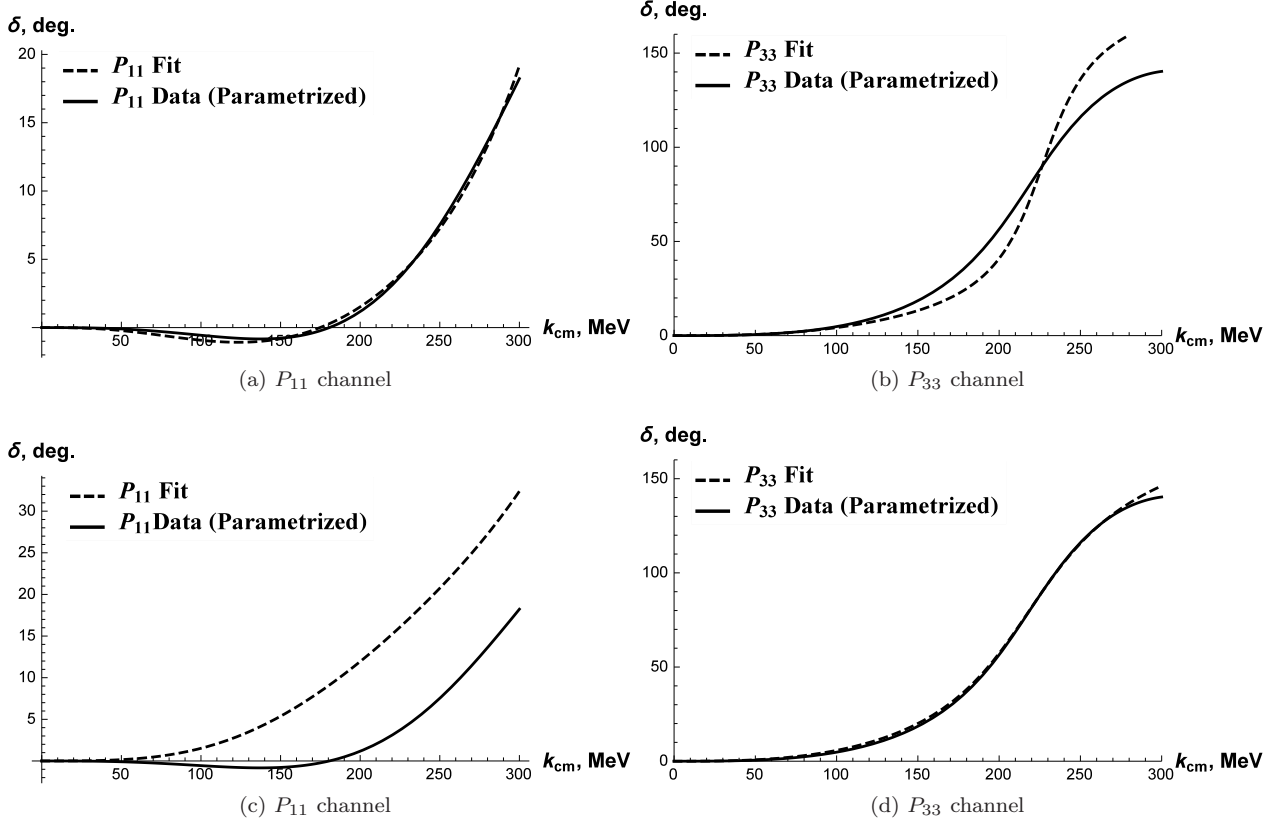 δ, deg.
20
15
10
5
P11 Fit
P11 Data (Parametrized)
50 100 150 200 250 300
kcm, MeV
(a) P11 channel
δ, deg.
150
100
50
0
P33 Fit
P33 Data (Parametrized)
0 50 100 150 200 250 300
kcm, MeV
(b) P33 channel
δ, deg.
30
25
20
15
10
5
P11 Fit
P11Data (Parametrized)
50 100 150 200 250 300
kcm, MeV
(c) P11 channel
δ, deg.
150
100
50
0
P33 Fit
P33 Data (Parametrized)
0 50 100 150 200 250 300
kcm, MeV
(d) P33 channel